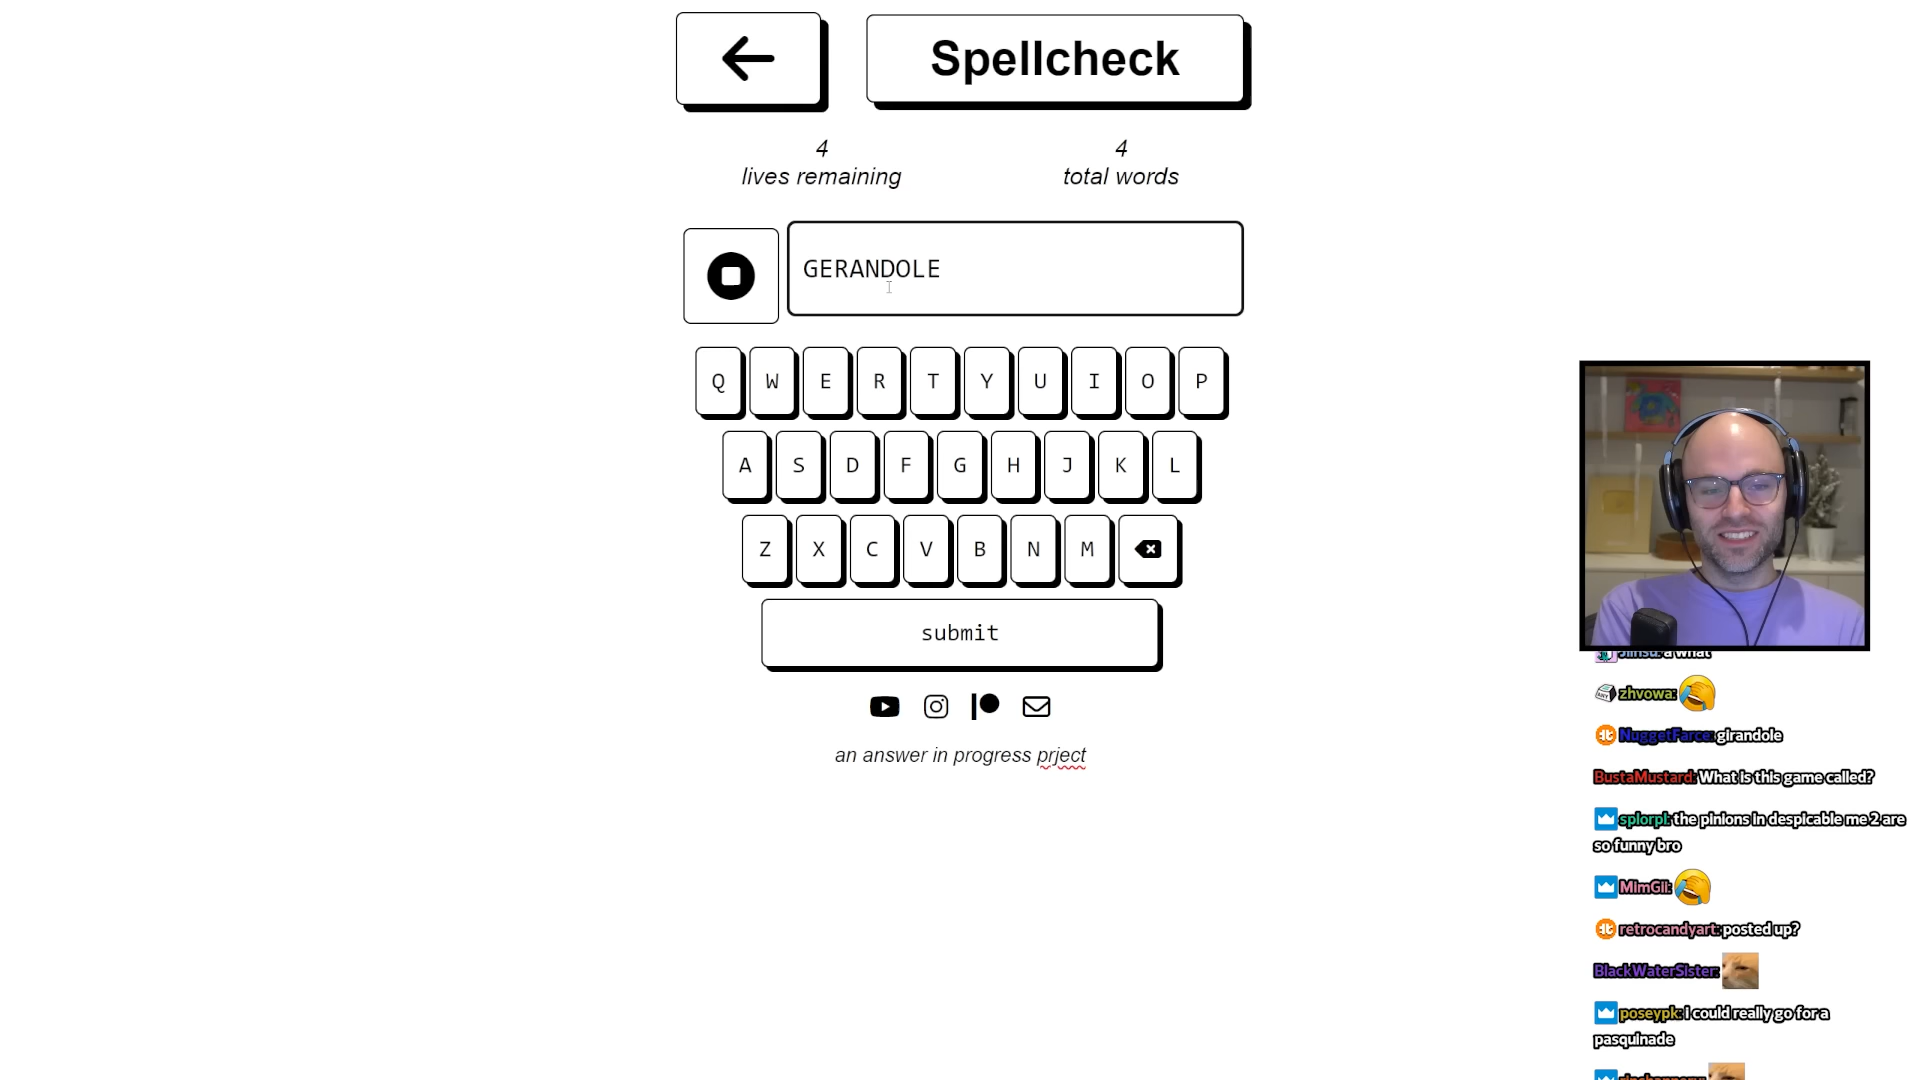 Spellcheck
4
lives remaining
4
total words
GERANDOLE
Q W E R T Y U I O P
A S D F G H J K L
Z X C V B N M
submit
an answer in progress prject
a what
zhvowa:
NuggetFarce: girandole
BustaMustard: What is this game called?
splorpl: the pinions in despicable me 2 are
so funny bro
MimGii:
retrocandyart: posted up?
BlackWaterSister:
poseypk: I could really go for a
pasquinade